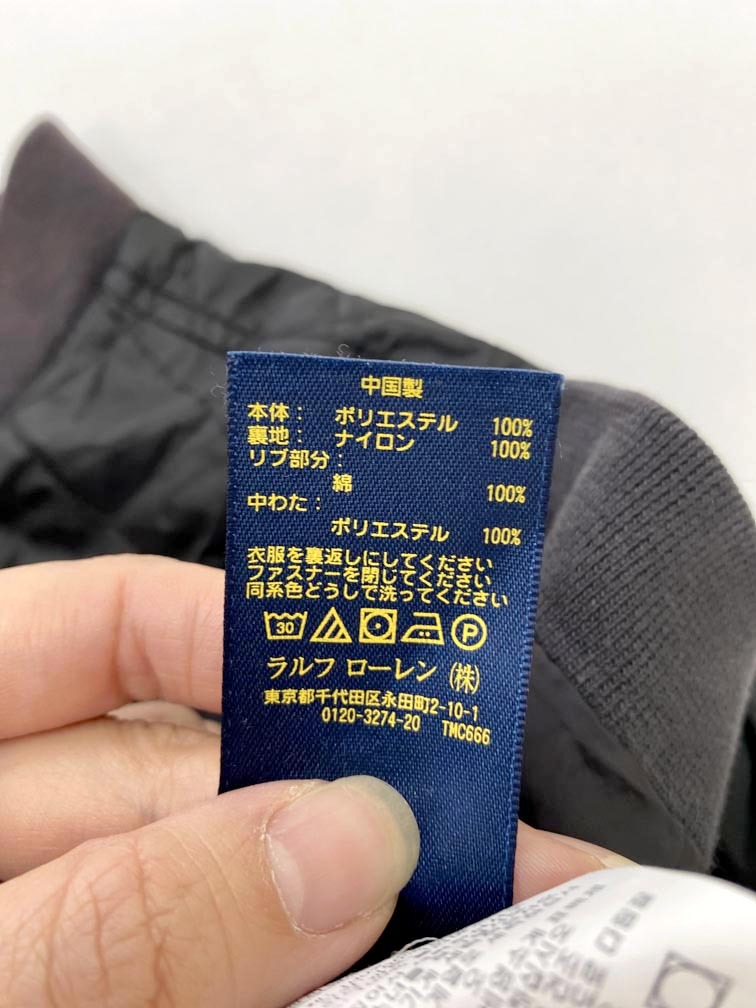 中国製
本体： ポリエステル 100%
裏地： ナイロン 100%
リブ部分：
綿 100%
中わた：
ポリエステル 100%
衣服を裏返しにしてください
ファスナーを閉じてください
同系色どうしで洗ってください
30 P
ラルフ ローレン ㈱
東京都千代田区永田町2-10-1
0120-3274-20 TMC666